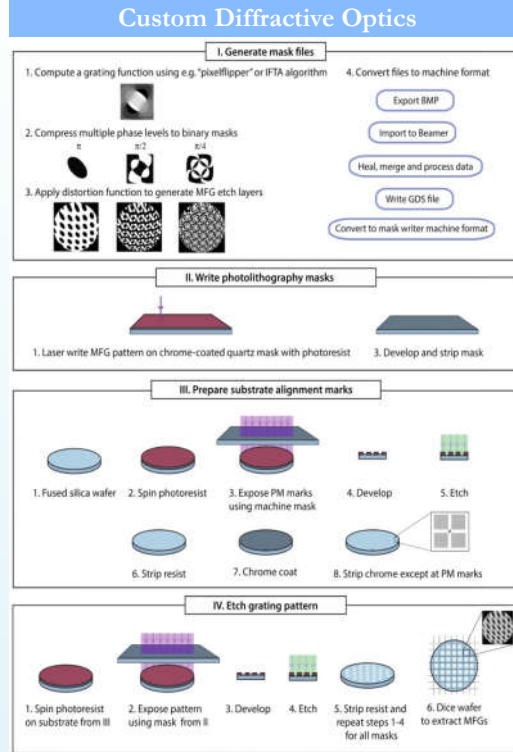 Custom Diffractive Optics
I. Generate mask files
1. Compute a grating function using e.g. "pixelflipper" or IFTA algorithm
2. Compress multiple phase levels to binary masks
π π/2 π/4
3. Apply distortion function to generate MFG etch layers
4. Convert files to machine format
Export BMP
Import to Beamer
Heal, merge and process data
Write GDS file
Convert to mask writer machine format
II. Write photolithography masks
1. Laser write MFG pattern on chrome-coated quartz mask with photoresist
3. Develop and strip mask
III. Prepare substrate alignment marks
1. Fused silica wafer
2. Spin photoresist
3. Expose PM marks
using machine mask
4. Develop
5. Etch
6. Strip resist
7. Chrome coat
8. Strip chrome except at PM marks
IV. Etch grating pattern
1. Spin photoresist
on substrate from III
2. Expose pattern
using mask from II
3. Develop
4. Etch
5. Strip resist and
repeat steps 1-4
for all masks
6. Dice wafer
to extract MFGs